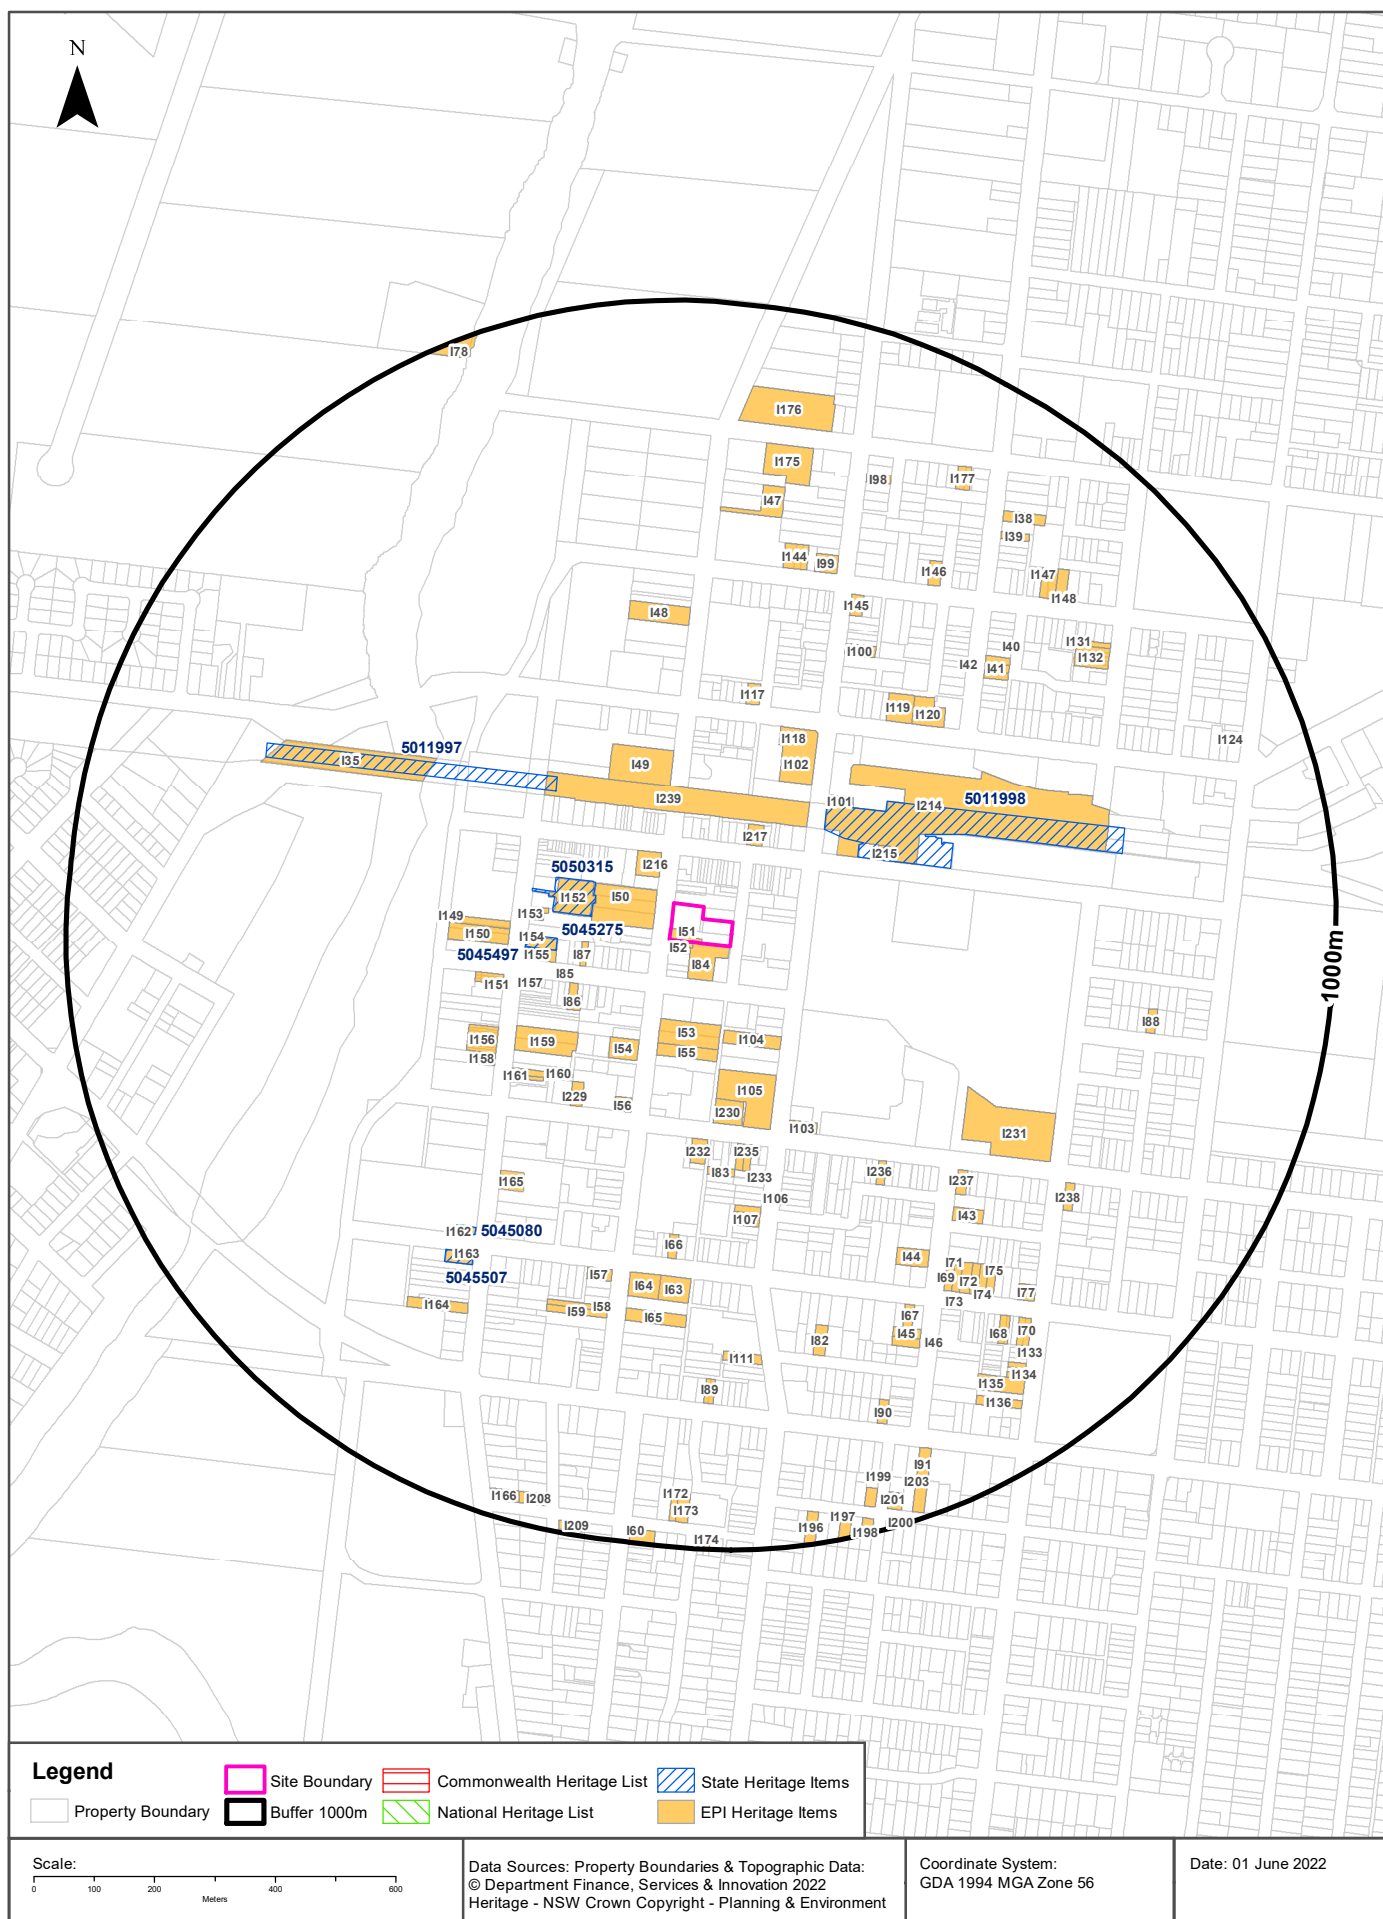 N
I78
I176
I175
I98
I177
I47
I38
I39
I144
I99
I146
I147
I148
I145
I48
I100
I131
I40
I132
I42
I41
I117
I119
I120
I118
I124
5011997
I35
I49
I102
I239
I101
I214
5011998
I217
I215
I216
5050315
I152
I50
I153
I149
5045275
I51
I150
I154
I52
5045497
I155
I87
I84
I85
I151
I157
I86
I88
I156
I159
I53
I104
I54
I55
I158
I161
I160
I105
I229
I56
I230
I103
I231
I232
I235
I83
I233
I236
I237
I165
I106
I238
I107
I43
I162
5045080
I66
I163
I44
5045507
I57
I71
I75
I69
I72
I64
I63
I74
I77
I73
I164
I59
I58
I65
I67
I82
I45
I46
I68
I70
I133
I111
I134
I135
I89
I136
I90
I91
I199
I203
I166
I208
I172
I201
I173
I209
I60
I174
I196
I197
I198
I200
1000m
Legend
Site Boundary
Commonwealth Heritage List
State Heritage Items
Property Boundary
Buffer 1000m
National Heritage List
EPI Heritage Items
Scale:
0 100 200 400 600
Meters
Data Sources: Property Boundaries & Topographic Data:
© Department Finance, Services & Innovation 2022
Heritage - NSW Crown Copyright - Planning & Environment
Coordinate System:
GDA 1994 MGA Zone 56
Date: 01 June 2022